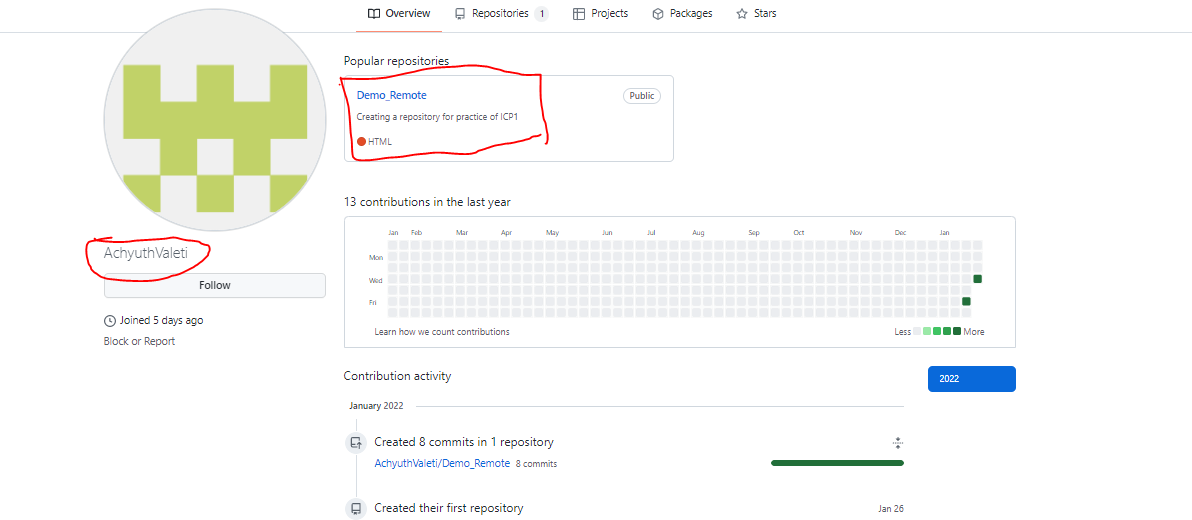 Overview Repositories 1 Projects Packages Stars
Popular repositories
Demo_Remote Public
Creating a repository for practice of ICP1
HTML
13 contributions in the last year
Jan Feb Mar Apr May Jun Jul Aug Sep Oct Nov Dec Jan
Mon
Wed
Fri
Learn how we count contributions Less More
AchyuthValeti
Follow
Joined 5 days ago
Block or Report
Contribution activity
2022
January 2022
Created 8 commits in 1 repository
AchyuthValeti/Demo_Remote 8 commits
Created their first repository Jan 26